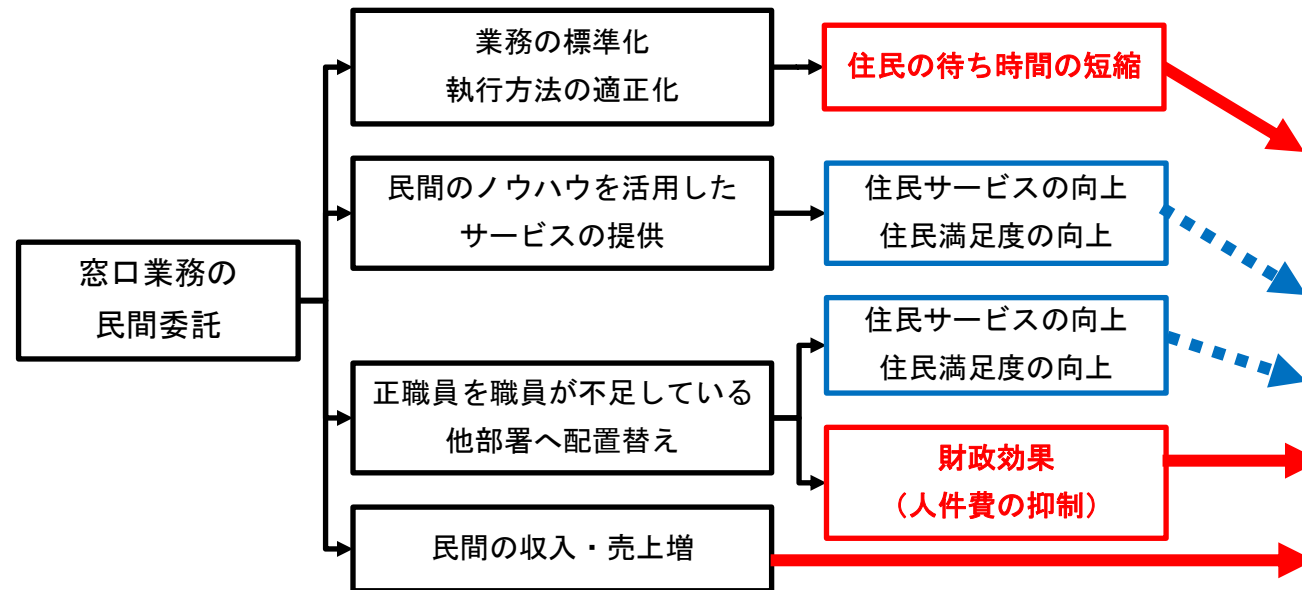 業務の標準化
執行方法の適正化
住民の待ち時間の短縮
民間のノウハウを活用した
サービスの提供
住民サービスの向上
住民満足度の向上
窓口業務の
民間委託
住民サービスの向上
住民満足度の向上
正職員を職員が不足している
他部署へ配置替え
財政効果
（人件費の抑制）
民間の収入・売上増